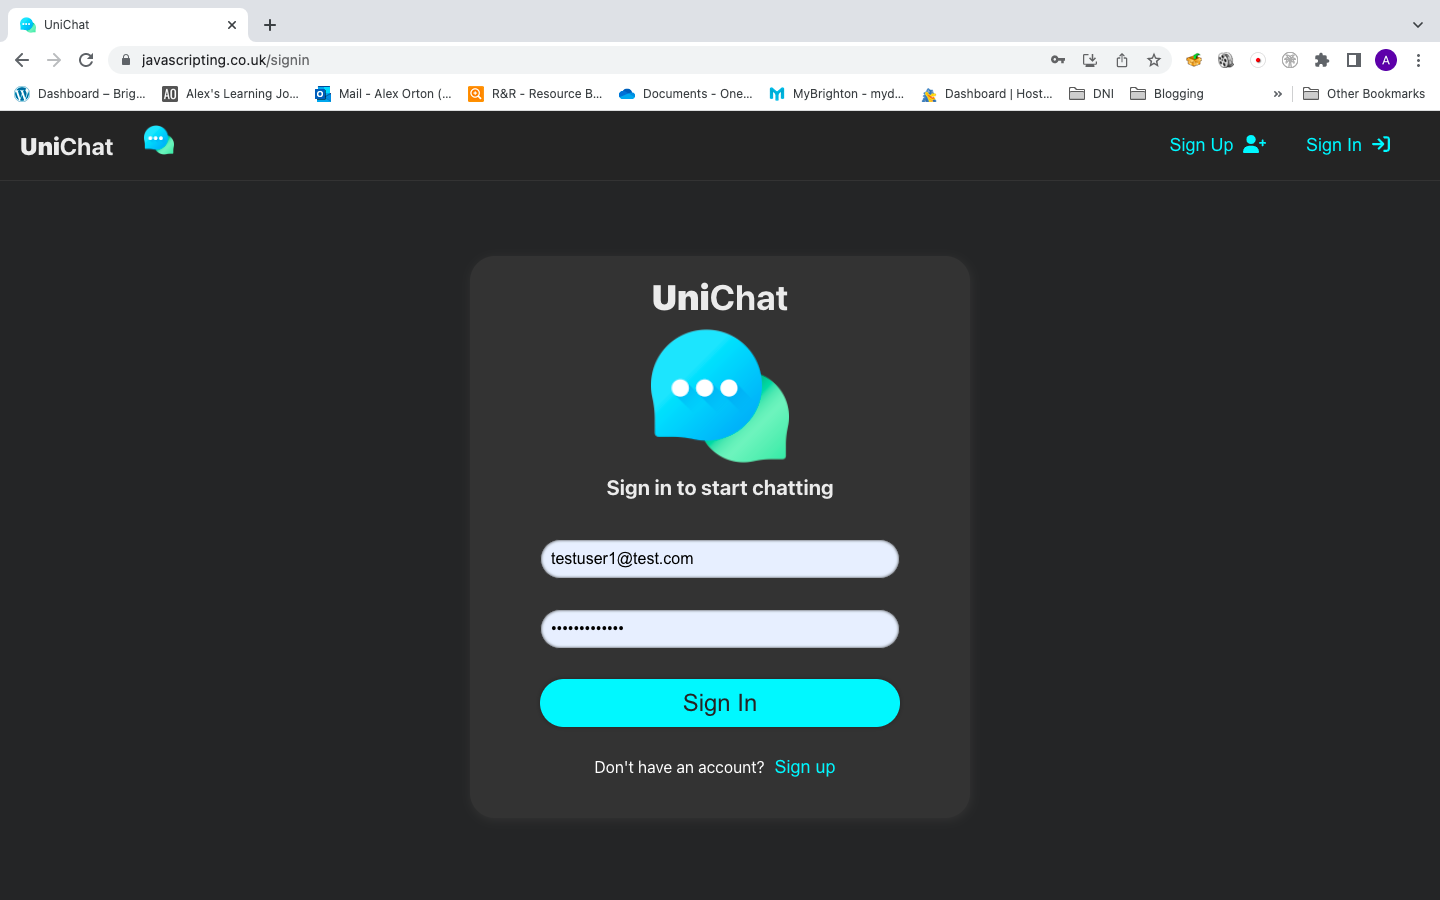 UniChat
javascripting.co.uk/signin
A
Dashboard – Brig...
AO Alex's Learning Jo...
Mail - Alex Orton (...
R&R - Resource B...
Documents - One...
MyBrighton - myd...
Dashboard | Host...
DNI
Blogging
»
Other Bookmarks
UniChat
Sign Up
Sign In
UniChat
Sign in to start chatting
testuser1@test.com
•••••••••••••
Sign In
Don't have an account? Sign up